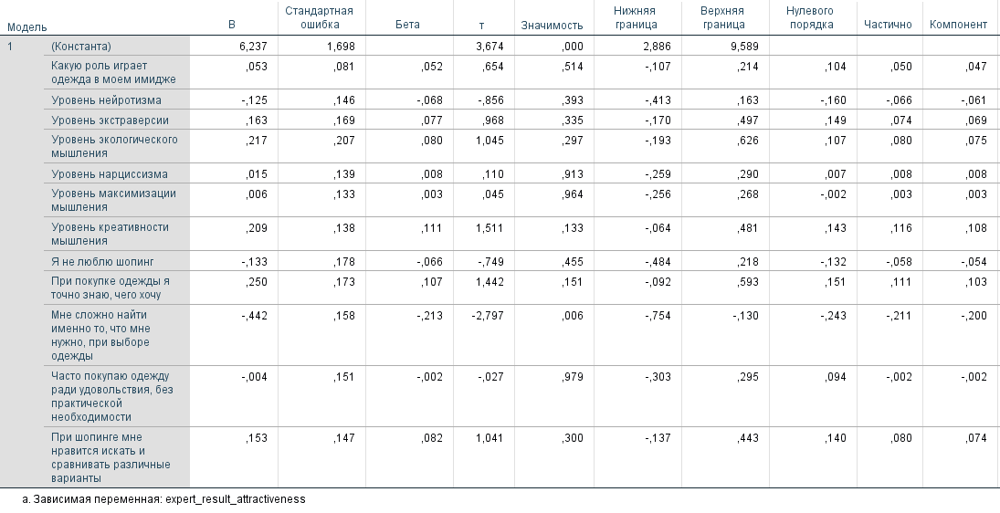 Модель B Стандартная ошибка Бета т Значимость Нижняя граница Верхняя граница Нулевого порядка Частично Компонент
1 (Константа) 6,237 1,698 3,674 ,000 2,886 9,589
Какую роль играет одежда в моем имидже ,053 ,081 ,052 ,654 ,514 -,107 ,214 ,104 ,050 ,047
Уровень нейротизма -,125 ,146 -,068 -,856 ,393 -,413 ,163 -,160 -,066 -,061
Уровень экстраверсии ,163 ,169 ,077 ,968 ,335 -,170 ,497 ,149 ,074 ,069
Уровень экологического мышления ,217 ,207 ,080 1,045 ,297 -,193 ,626 ,107 ,080 ,075
Уровень нарциссизма ,015 ,139 ,008 ,110 ,913 -,259 ,290 ,007 ,008 ,008
Уровень максимизации мышления ,006 ,133 ,003 ,045 ,964 -,256 ,268 -,002 ,003 ,003
Уровень креативности мышления ,209 ,138 ,111 1,511 ,133 -,064 ,481 ,143 ,116 ,108
Я не люблю шопинг -,133 ,178 -,066 -,749 ,455 -,484 ,218 -,132 -,058 -,054
При покупке одежды я точно знаю, чего хочу ,250 ,173 ,107 1,442 ,151 -,092 ,593 ,151 ,111 ,103
Мне сложно найти именно то, что мне нужно, при выборе одежды -,442 ,158 -,213 -2,797 ,006 -,754 -,130 -,243 -,211 -,200
Часто покупаю одежду ради удовольствия, без практической необходимости -,004 ,151 -,002 -,027 ,979 -,303 ,295 ,094 -,002 -,002
При шопинге мне нравится искать и сравнивать различные варианты ,153 ,147 ,082 1,041 ,300 -,137 ,443 ,140 ,080 ,074
a. Зависимая переменная: expert_result_attractiveness